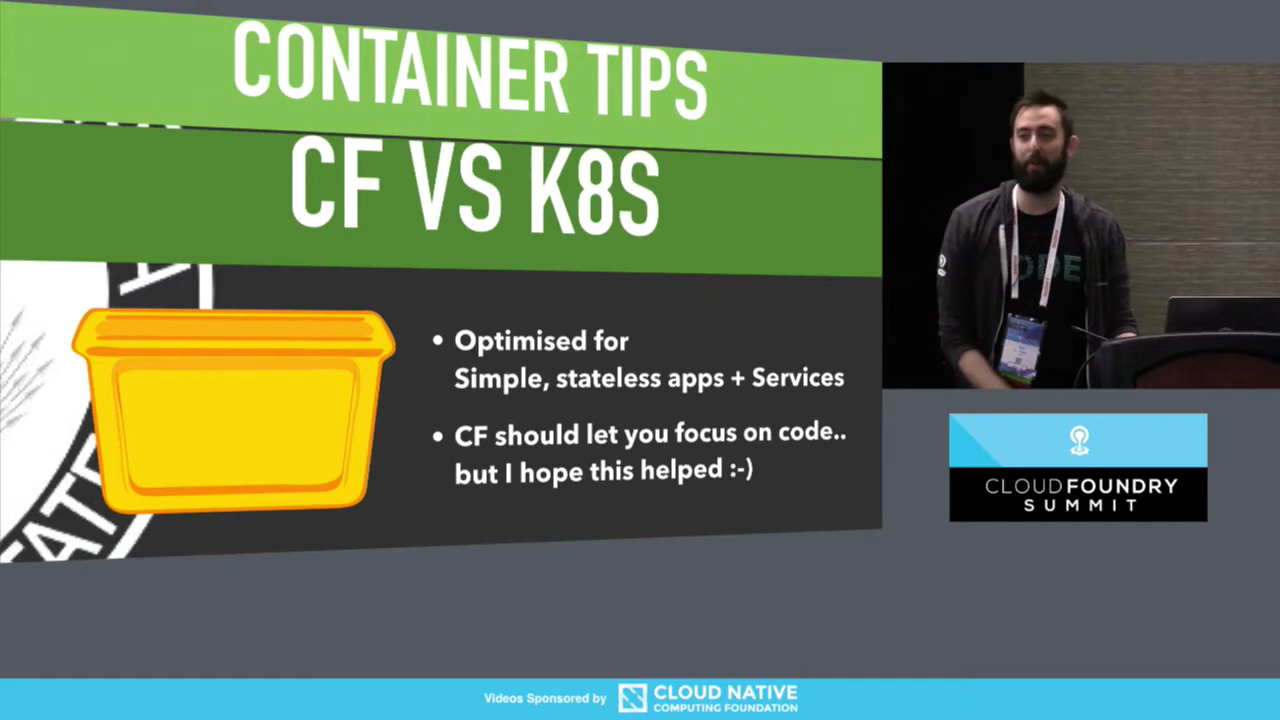 CONTAINER TIPS
CF VS K8S
• Optimised for
Simple, stateless apps + Services
• CF should let you focus on code..
but I hope this helped :-)
CLOUD FOUNDRY
SUMMIT
Videos Sponsored by
CLOUD NATIVE
COMPUTING FOUNDATION